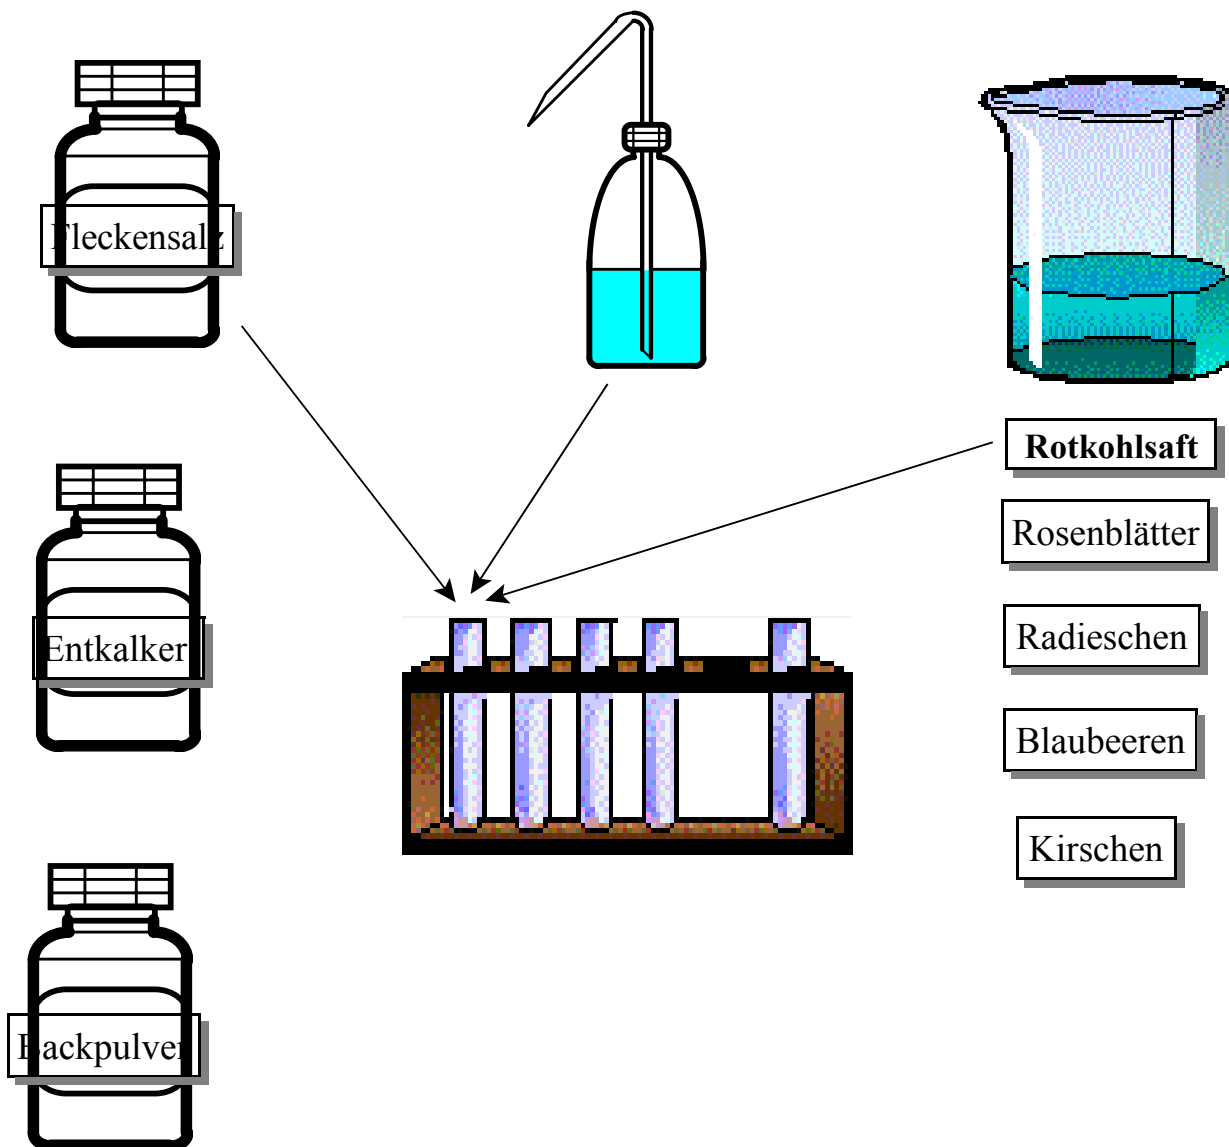 Fleckensalz
Entkalker
Backpulver
Rotkohlsaft
Rosenblätter
Radieschen
Blaubeeren
Kirschen